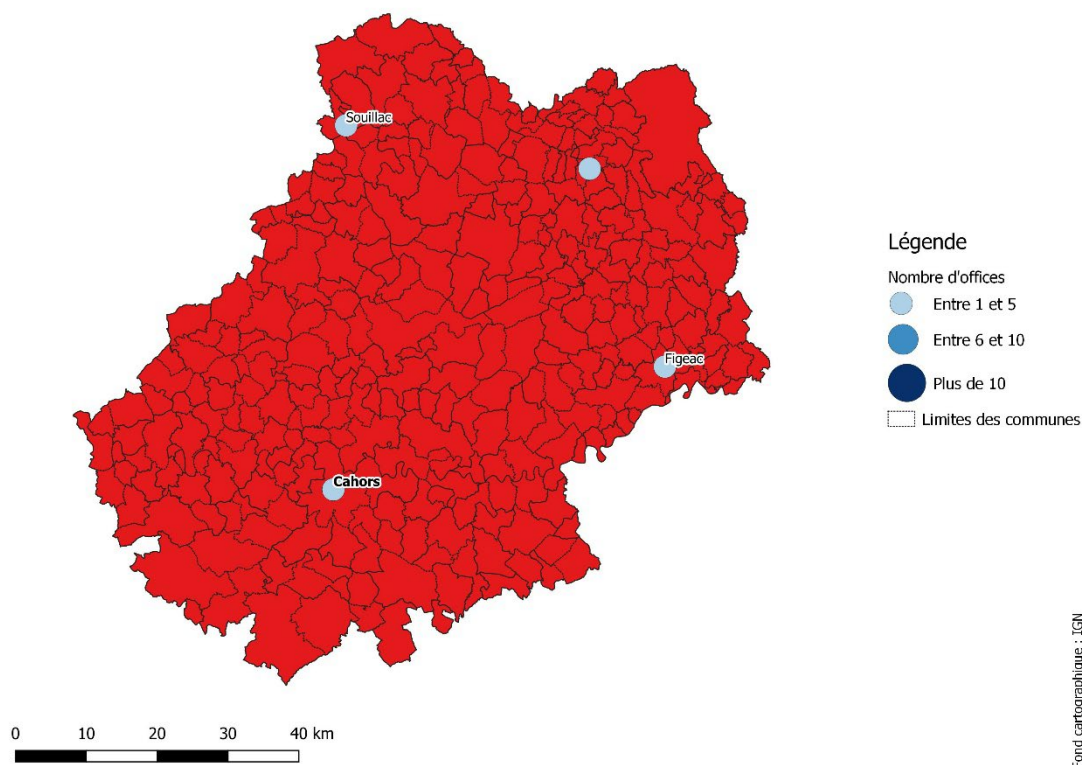 Souillac
Figeac
Cahors
Légende
Nombre d'offices
Entre 1 et 5
Entre 6 et 10
Plus de 10
Limites des communes
0 10 20 30 40 km
Fond cartographique : IGN